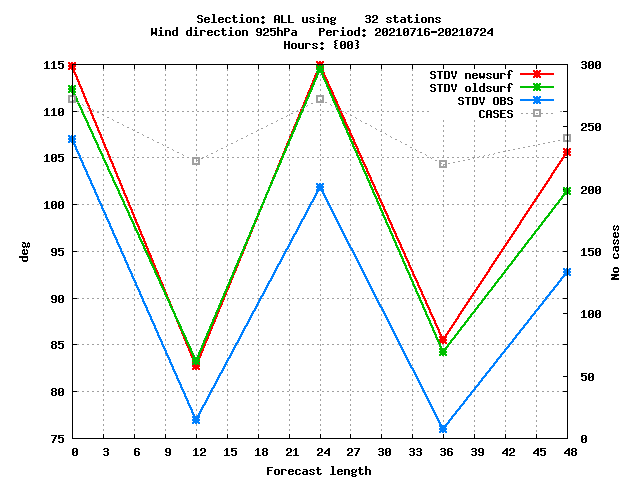 Selection: ALL using    32 stations
Wind direction 925hPa   Period: 20210716-20210724
Hours: {00}
STDV newsurf
STDV oldsurf
STDV OBS
CASES
115
110
105
100
95
90
85
80
75
deg
300
250
200
150
100
50
0
No cases
0 3 6 9 12 15 18 21 24 27 30 33 36 39 42 45 48
Forecast length